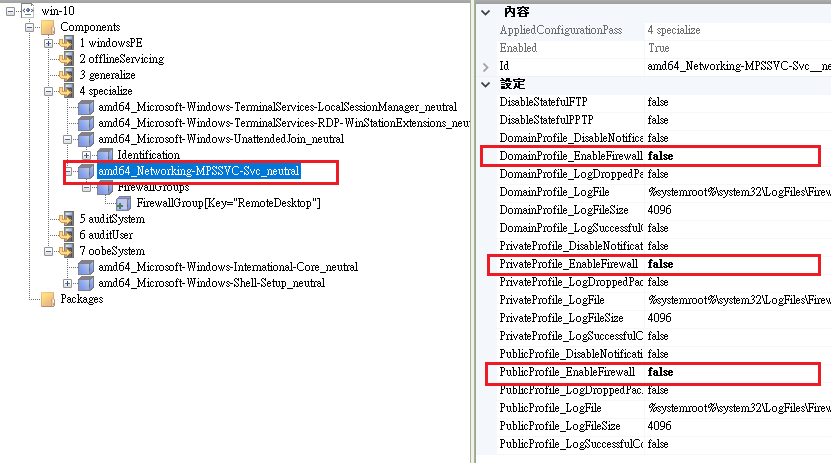 win-10
Components
1 windowsPE
2 offlineServicing
3 generalize
4 specialize
amd64_Microsoft-Windows-TerminalServices-LocalSessionManager_neutral
amd64_Microsoft-Windows-TerminalServices-RDP-WinStationExtensions_neu
amd64_Microsoft-Windows-UnattendedJoin_neutral
Identification
amd64_Networking-MPSSVC-Svc_neutral
FirewallGroups
FirewallGroup[Key="RemoteDesktop"]
5 auditSystem
6 auditUser
7 oobeSystem
amd64_Microsoft-Windows-International-Core_neutral
amd64_Microsoft-Windows-Shell-Setup_neutral
Packages
內容
AppliedConfigurationPass 4 specialize
Enabled True
Id amd64_Networking-MPSSVC-Svc__ne
設定
DisableStatefulFTP false
DisableStatefulPPTP false
DomainProfile_DisableNotifica false
DomainProfile_EnableFirewall false
DomainProfile_LogDroppedPa false
DomainProfile_LogFile %systemroot%\system32\LogFiles\Firew
DomainProfile_LogFileSize 4096
DomainProfile_LogSuccessfulC false
PrivateProfile_DisableNotificat false
PrivateProfile_EnableFirewall false
PrivateProfile_LogDroppedPac false
PrivateProfile_LogFile %systemroot%\system32\LogFiles\Firew
PrivateProfile_LogFileSize 4096
PrivateProfile_LogSuccessfulCo false
PublicProfile_DisableNotificati false
PublicProfile_EnableFirewall false
PublicProfile_LogDroppedPac. false
PublicProfile_LogFile %systemroot%\system32\LogFiles\Firew
PublicProfile_LogFileSize 4096
PublicProfile_LogSuccessfulCo false